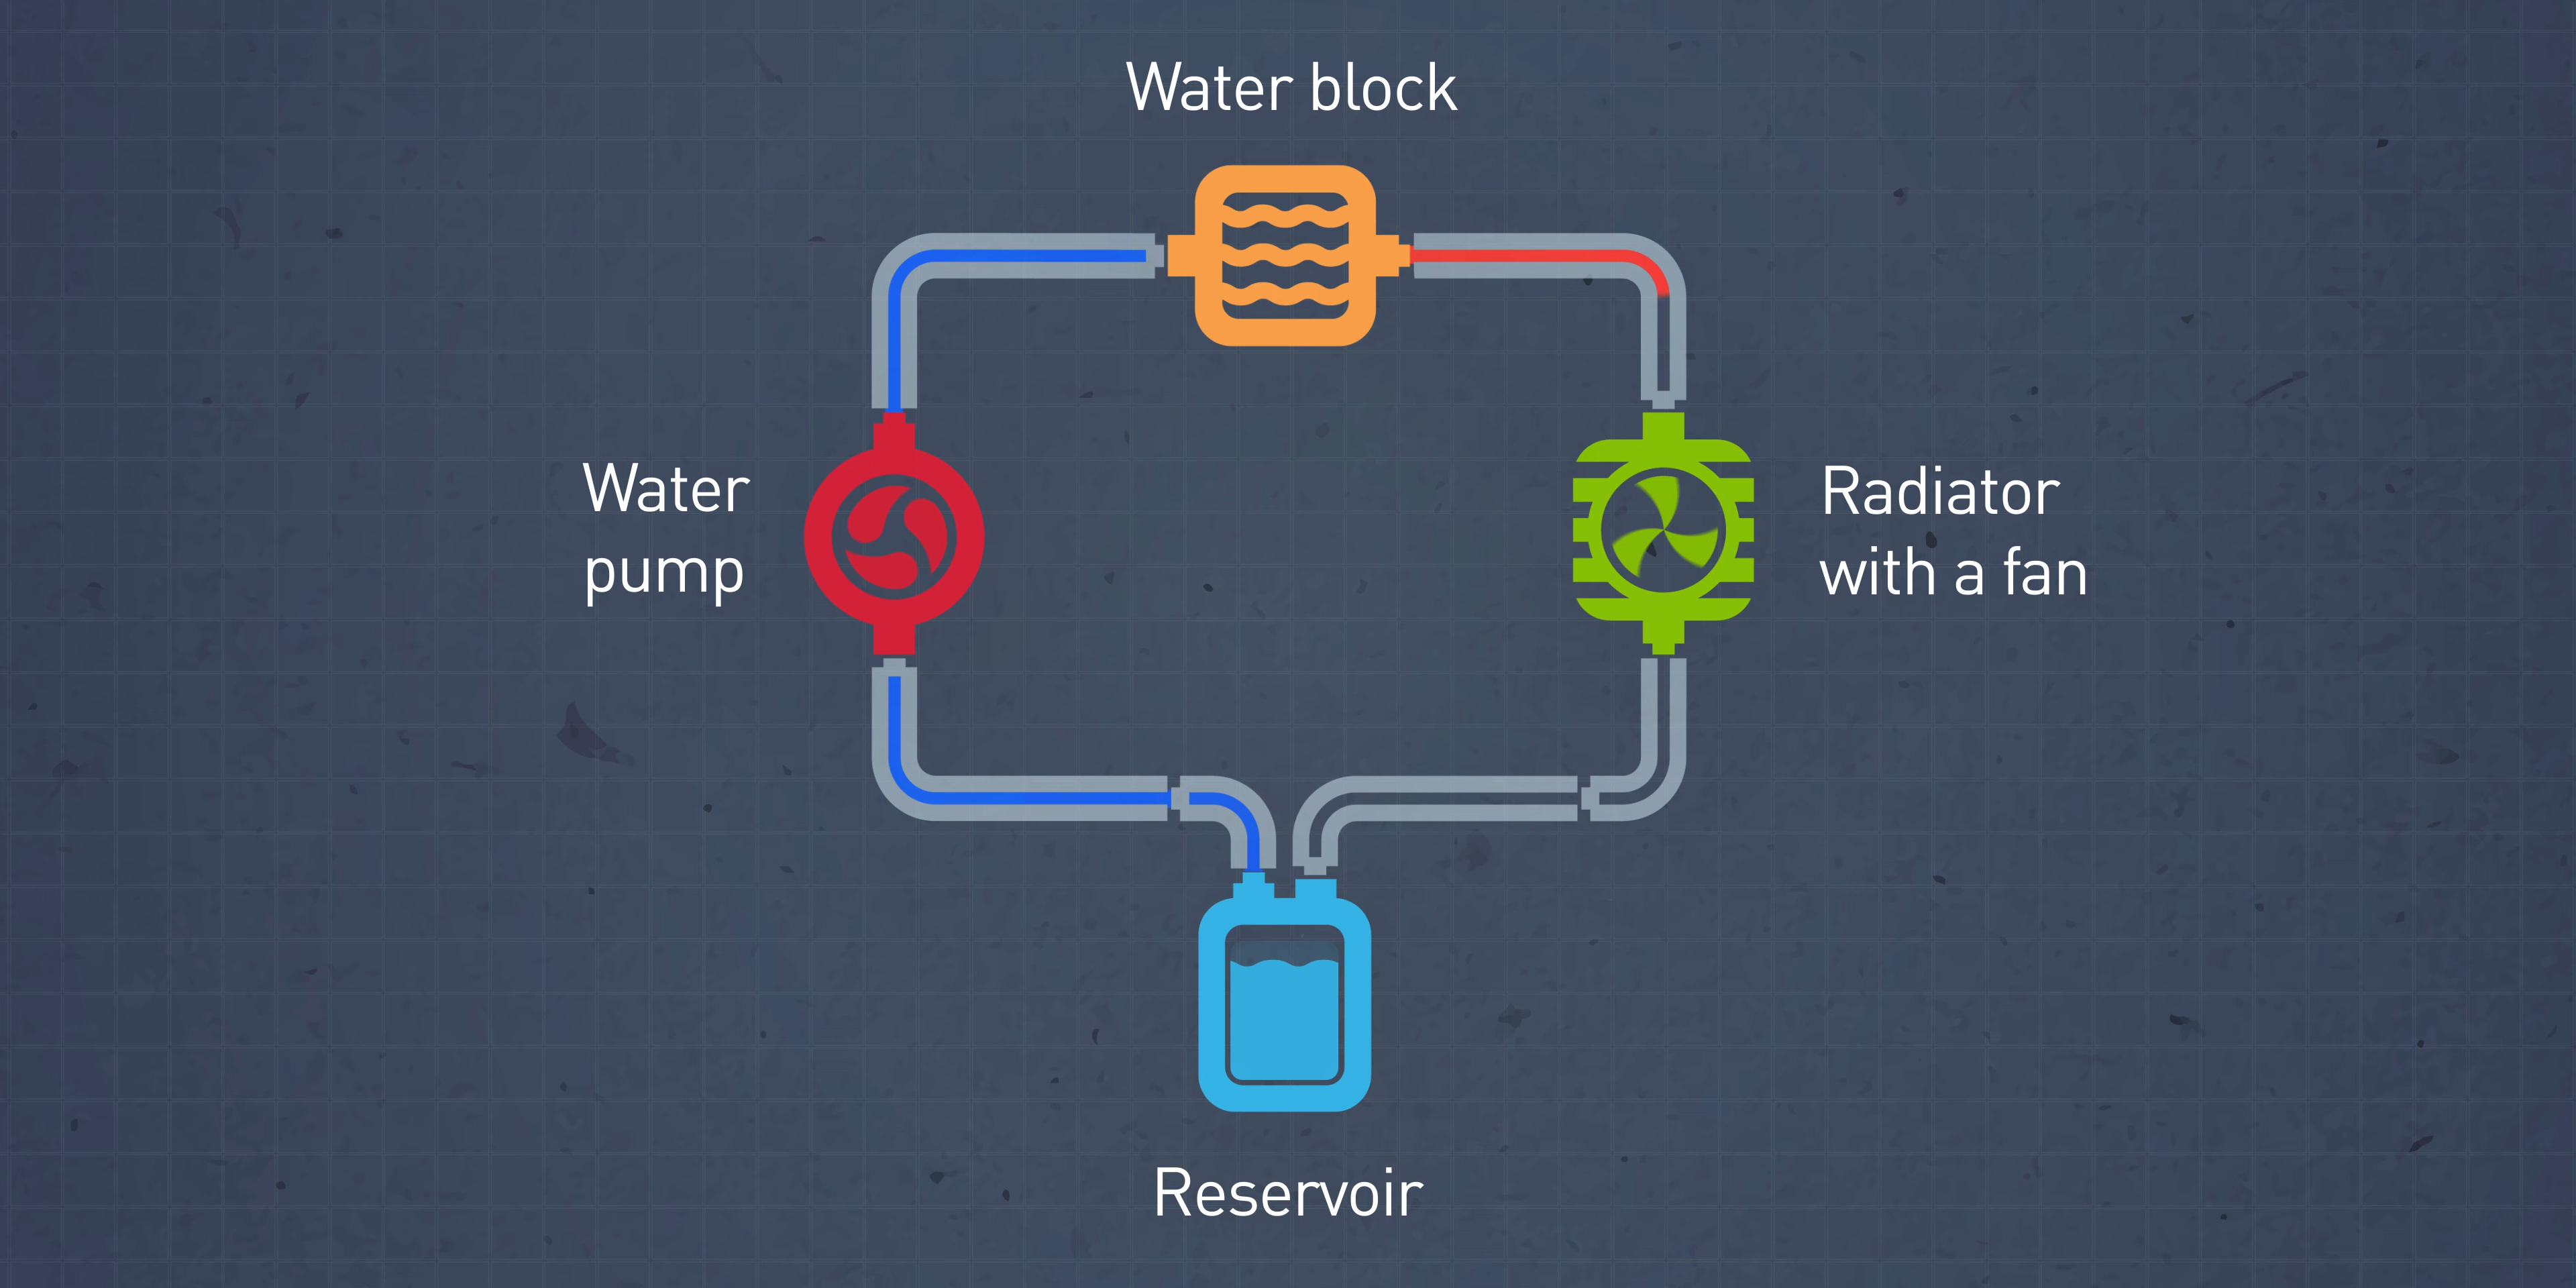 Water block
Water
pump
Radiator
with a fan
Reservoir